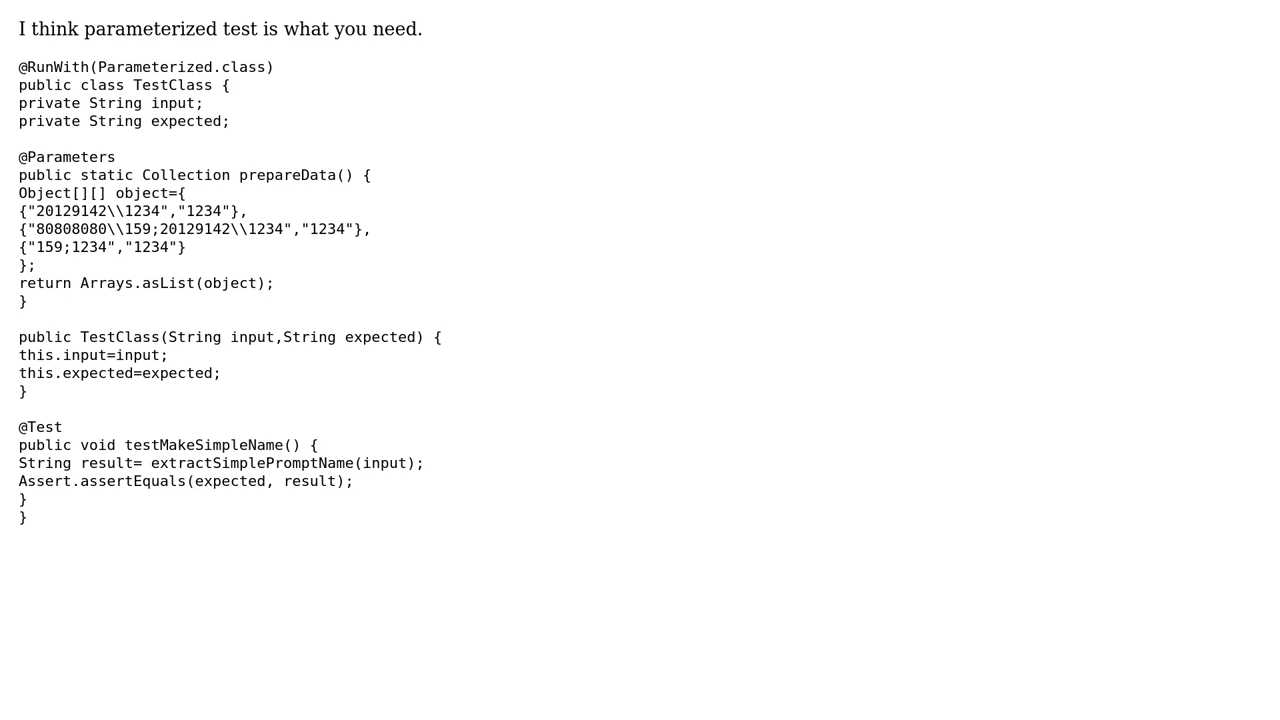 I think parameterized test is what you need.
@RunWith(Parameterized.class)
public class TestClass {
private String input;
private String expected;
@Parameters
public static Collection prepareData() {
Object[][] object={
{"20129142\\1234","1234"},
{"80808080\\159;20129142\\1234","1234"},
{"159;1234","1234"}
};
return Arrays.asList(object);
}
public TestClass(String input,String expected) {
this.input=input;
this.expected=expected;
}
@Test
public void testMakeSimpleName() {
String result= extractSimplePromptName(input);
Assert.assertEquals(expected, result);
}
}